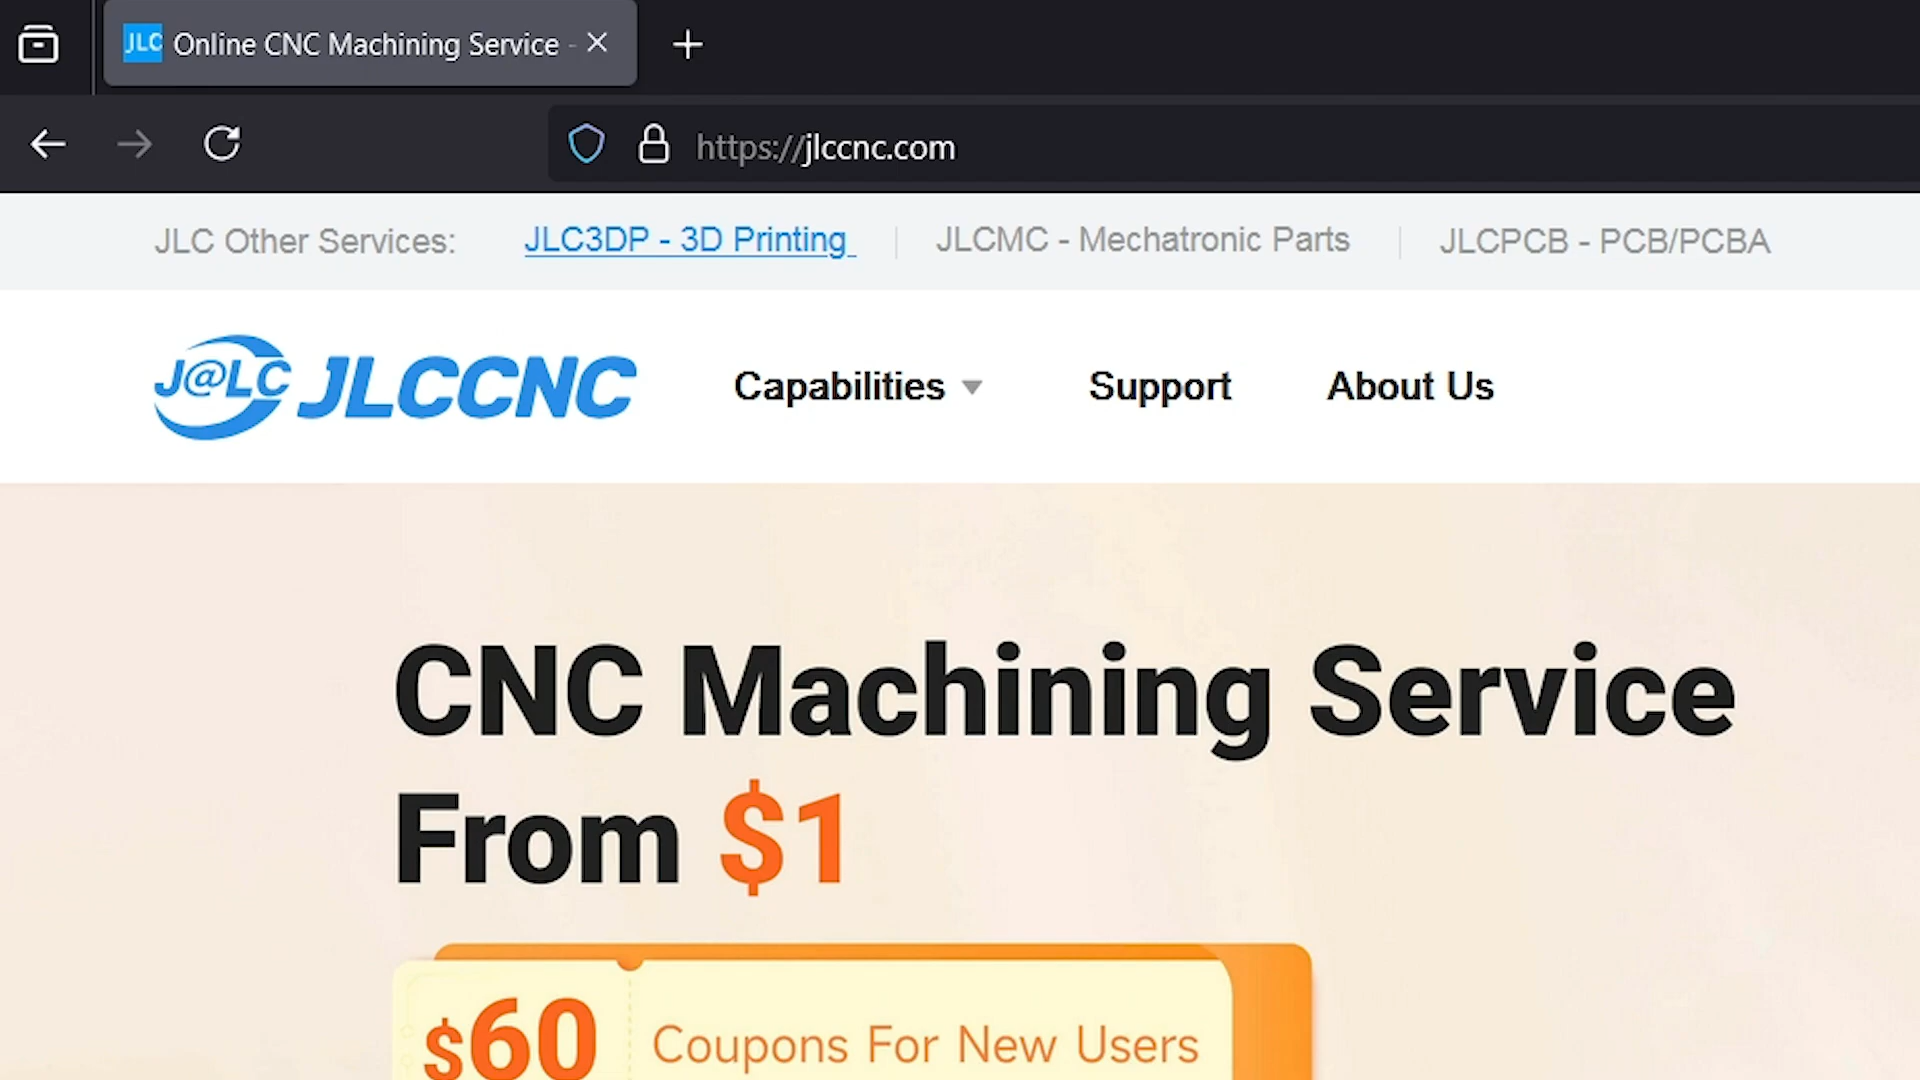 JLC Online CNC Machining Service -
https://jlccnc.com
JLC Other Services: JLC3DP - 3D Printing JLCMC - Mechatronic Parts JLCPCB - PCB/PCBA
J@LC JLCCNC Capabilities Support About Us
CNC Machining Service
From $1
$60 Coupons For New Users